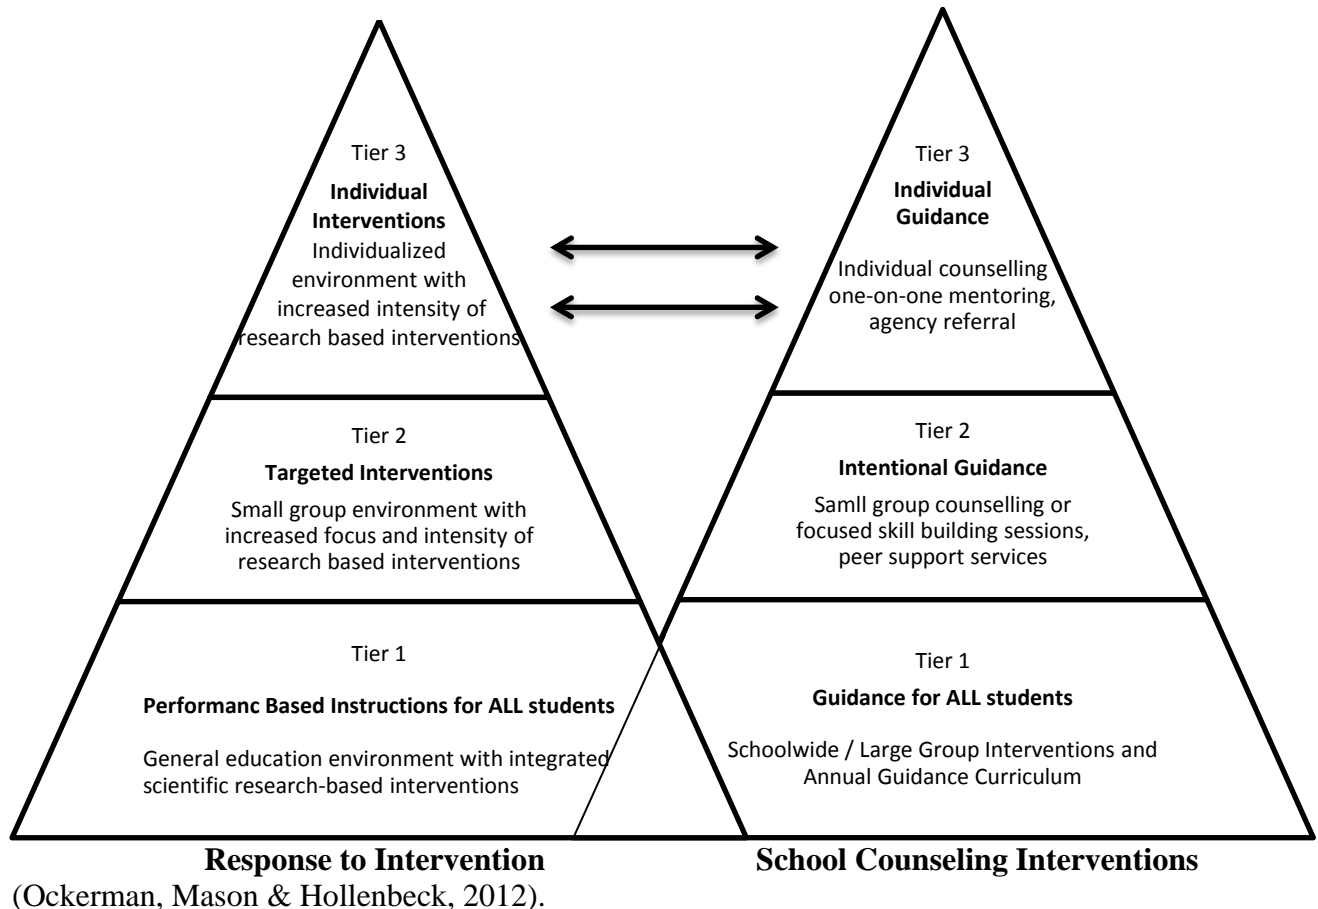 Tier 3
Individual
Interventions
Individualized
environment with
increased intensity of
research based interventions
Tier 2
Targeted Interventions
Small group environment with
increased focus and intensity of
research based interventions
Tier 1
Performanc Based Instructions for ALL students
General education environment with integrated
scientific research-based interventions
Tier 3
Individual
Guidance
Individual counselling
one-on-one mentoring,
agency referral
Tier 2
Intentional Guidance
Samll group counselling or
focused skill building sessions,
peer support services
Tier 1
Guidance for ALL students
Schoolwide / Large Group Interventions and
Annual Guidance Curriculum
Response to Intervention
School Counseling Interventions
(Ockerman, Mason & Hollenbeck, 2012).